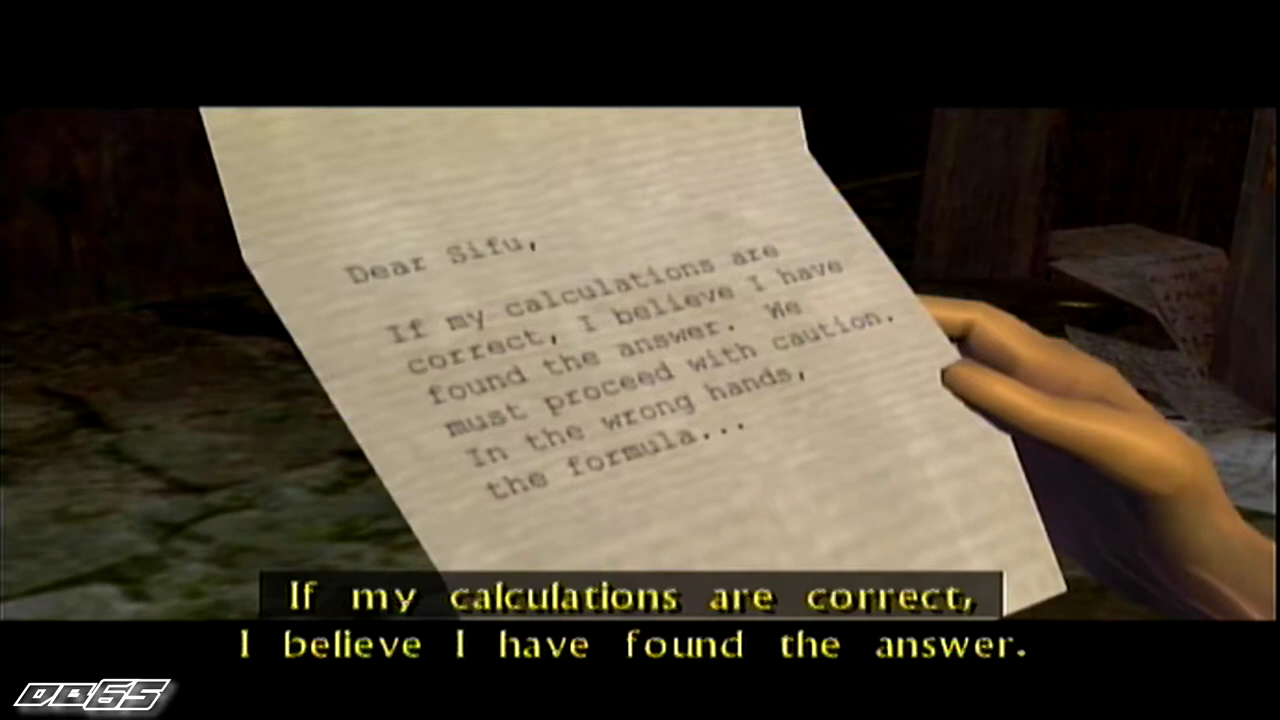 Dear Sifu,
If my calculations are
correct, I believe I have
found the answer. We
must proceed with caution.
In the wrong hands,
the formula...
If my calculations are correct,
I believe I have found the answer.
OB65